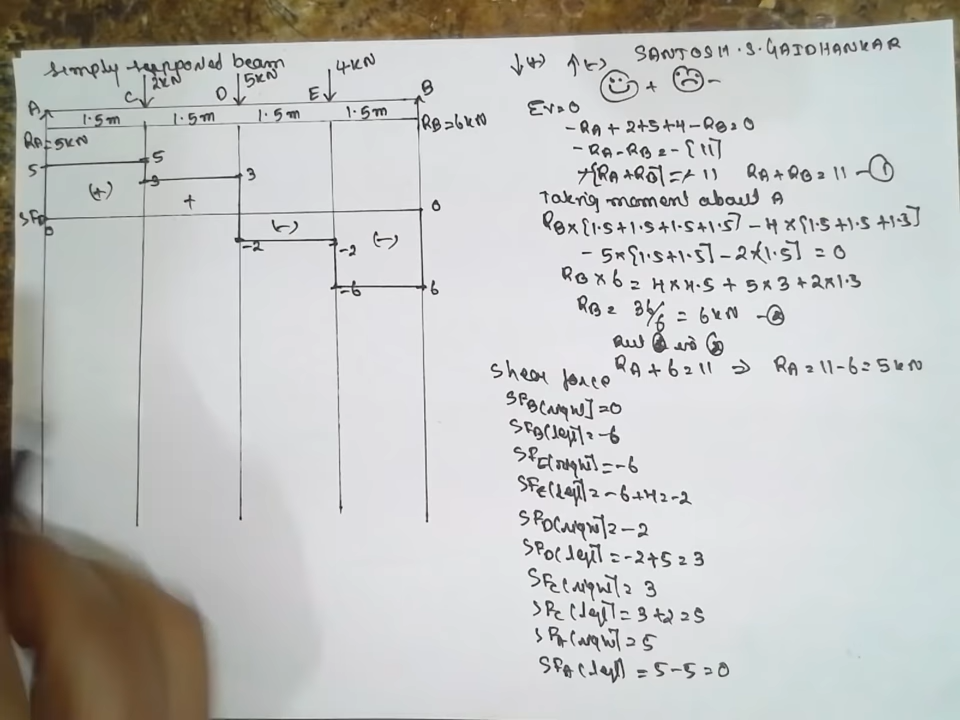 SANTOSH.S.GAIDHANKAR
Simply supported beam
2kN 5kN 4kN
A C D E B
1.5m 1.5m 1.5m 1.5m
RA=5kN RB=6kN
5 5
3 3
(+) +
SFD 0 0
(-) (-)
-2 -2
-6 6
↓(+) ↑(-) + -
Σv=0
-RA+2+5+4-RB=0
-RA-RB=-[11]
+[RA+RB]=+11 RA+RB=11-①
Taking moment about A
RB×[1.5+1.5+1.5+1.5]-4×[1.5+1.5+1.5]
-5×[1.5+1.5]-2×[1.5]=0
RB×6=4×4.5+5×3+2×1.5
RB=36/6=6kN-②
Put in
RA+6=11 ⇒ RA=11-6=5kN
Shear force
SFB(right]=0
SFB(left]=-6
SFE(right]=-6
SFE(left]=-6+4=-2
SFD(right]=-2
SFD(left]=-2+5=3
SFC(right]=3
SFC(left]=3+2=5
SFA(right]=5
SFA(left]=5-5=0